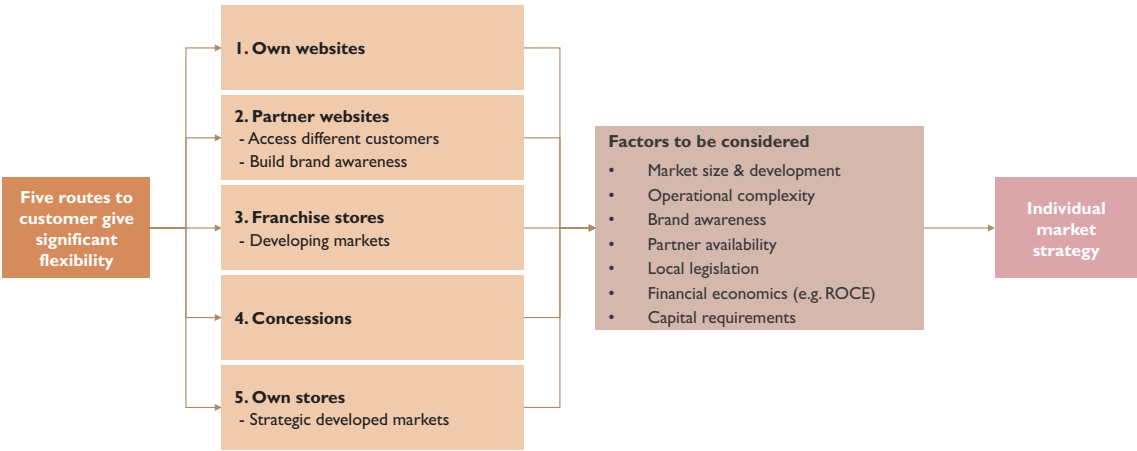 Five routes to
customer give
significant
flexibility
1. Own websites
2. Partner websites
- Access different customers
- Build brand awareness
3. Franchise stores
- Developing markets
4. Concessions
5. Own stores
- Strategic developed markets
Factors to be considered
• Market size & development
• Operational complexity
• Brand awareness
• Partner availability
• Local legislation
• Financial economics (e.g. ROCE)
• Capital requirements
Individual
market
strategy